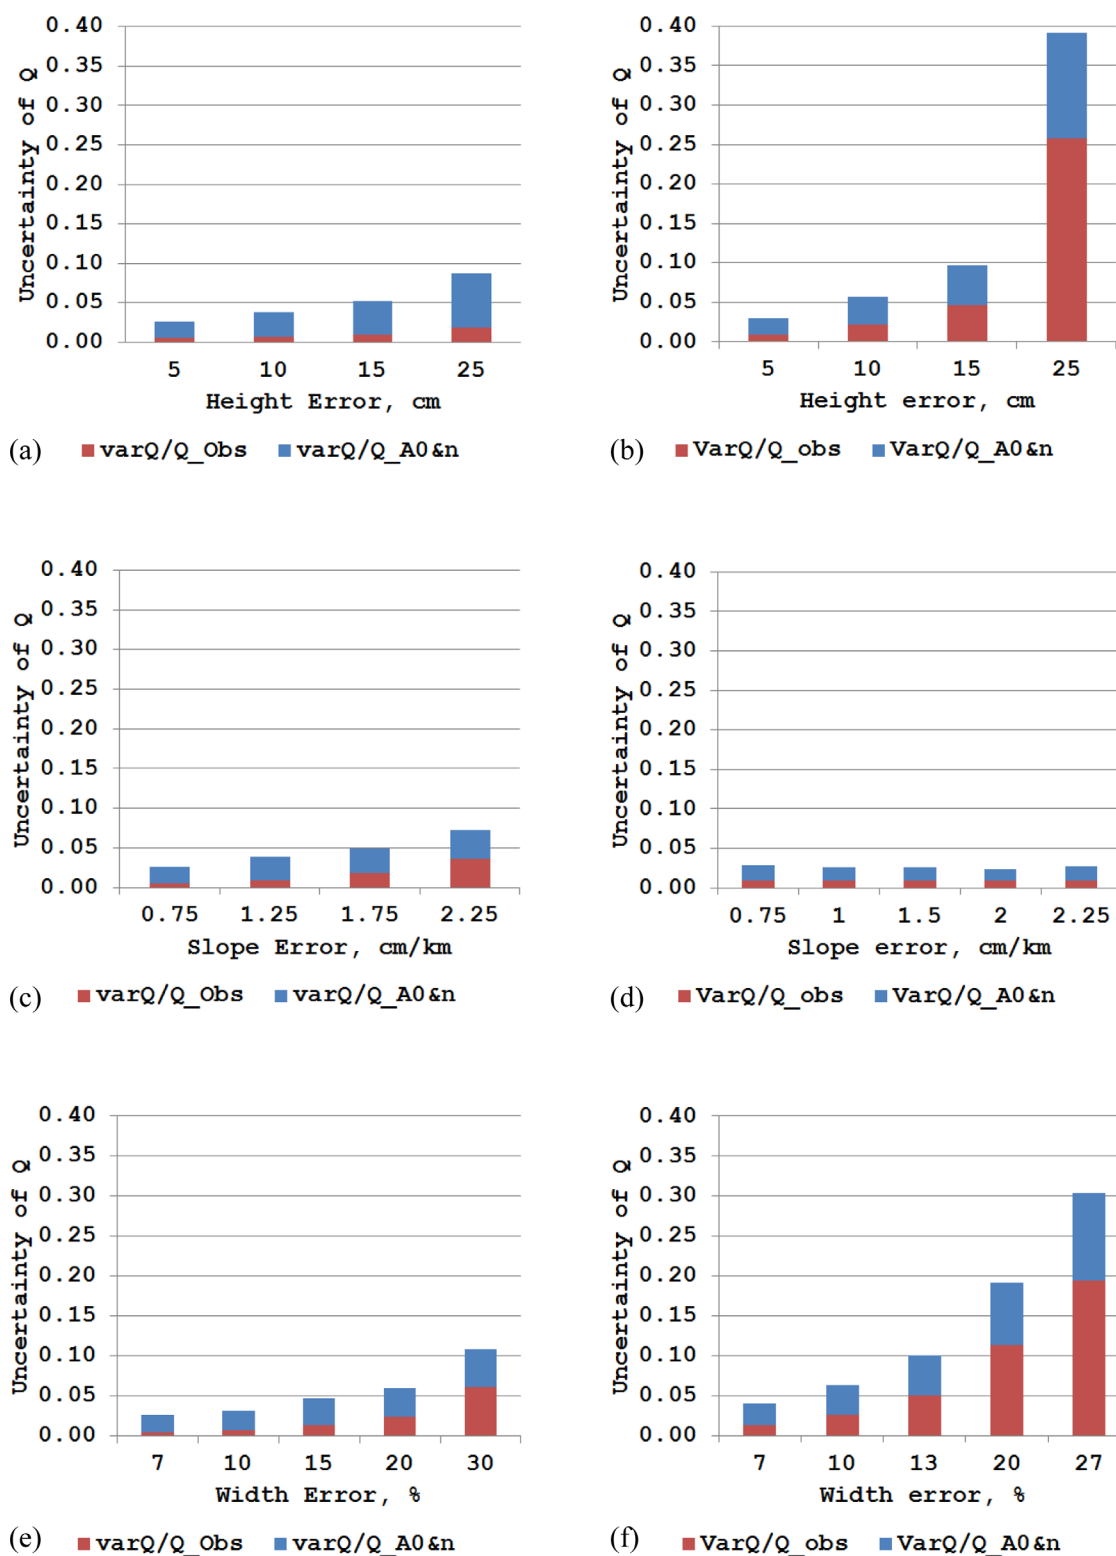 Uncertainty of Q
0.40
0.35
0.30
0.25
0.20
0.15
0.10
0.05
0.00
5 10 15 25
Height Error, cm
(a) varQ/Q_Obs varQ/Q_A0&n
Uncertainty of Q
0.40
0.35
0.30
0.25
0.20
0.15
0.10
0.05
0.00
5 10 15 25
Height error, cm
(b) VarQ/Q_obs VarQ/Q_A0&n
Uncertainty of Q
0.40
0.35
0.30
0.25
0.20
0.15
0.10
0.05
0.00
0.75 1.25 1.75 2.25
Slope Error, cm/km
(c) varQ/Q_Obs varQ/Q_A0&n
Uncertainty of Q
0.40
0.35
0.30
0.25
0.20
0.15
0.10
0.05
0.00
0.75 1 1.5 2 2.25
Slope error, cm/km
(d) VarQ/Q_obs VarQ/Q_A0&n
Uncertainty of Q
0.40
0.35
0.30
0.25
0.20
0.15
0.10
0.05
0.00
7 10 15 20 30
Width Error, %
(e) varQ/Q_Obs varQ/Q_A0&n
Uncertainty of Q
0.40
0.35
0.30
0.25
0.20
0.15
0.10
0.05
0.00
7 10 13 20 27
Width error, %
(f) VarQ/Q_obs VarQ/Q_A0&n